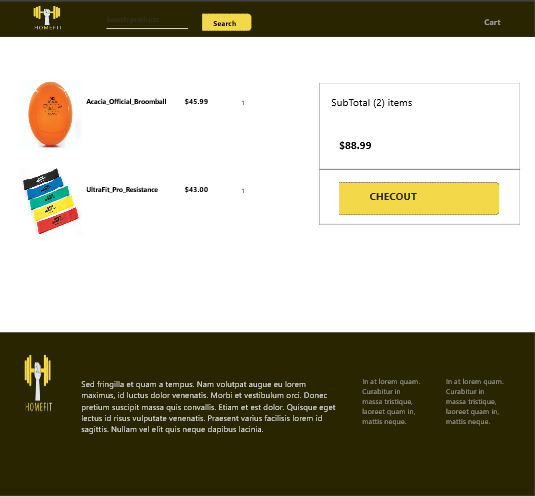 HOMEFIT
Search products
Search
Cart
Acacia_Official_Broomball $45.99 1
SubTotal (2) items
$88.99
UltraFit_Pro_Resistance $43.00 1
CHECOUT
HOMEFIT
Sed fringilla et quam a tempus. Nam volutpat augue eu lorem
maximus, id luctus dolor venenatis. Morbi et vestibulum orci. Donec
pretium suscipit massa quis convallis. Etiam et est dolor. Quisque eget
lectus id risus vulputate venenatis. Praesent varius facilisis lorem id
sagittis. Nullam vel elit quis neque dapibus lacinia.
In at lorem quam.
Curabitur in
massa tristique,
laoreet quam in,
mattis neque.
In at lorem quam.
Curabitur in
massa tristique,
laoreet quam in,
mattis neque.